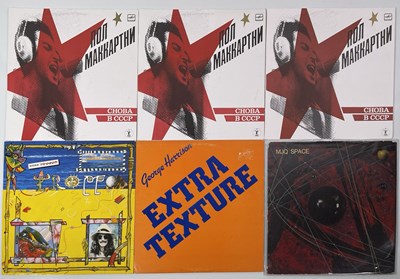 ПОЛ
МАККАРТНИ
СНОВА
В СССР
ПОЛ
МАККАРТНИ
СНОВА
В СССР
ПОЛ
МАККАРТНИ
СНОВА
В СССР
George Harrison
EXTRA
TEXTURE
MJQ SPACE